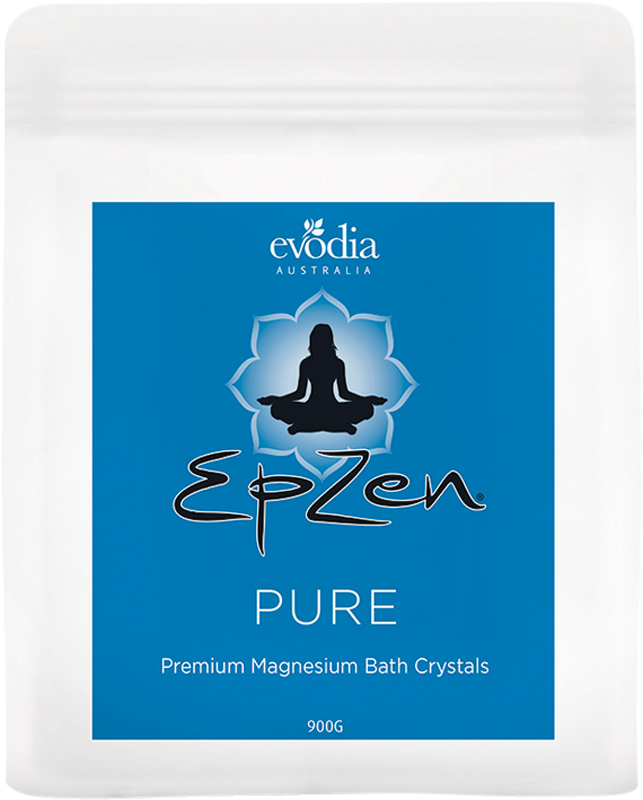 evodia
AUSTRALIA
EpZen®
PURE
Premium Magnesium Bath Crystals
900G